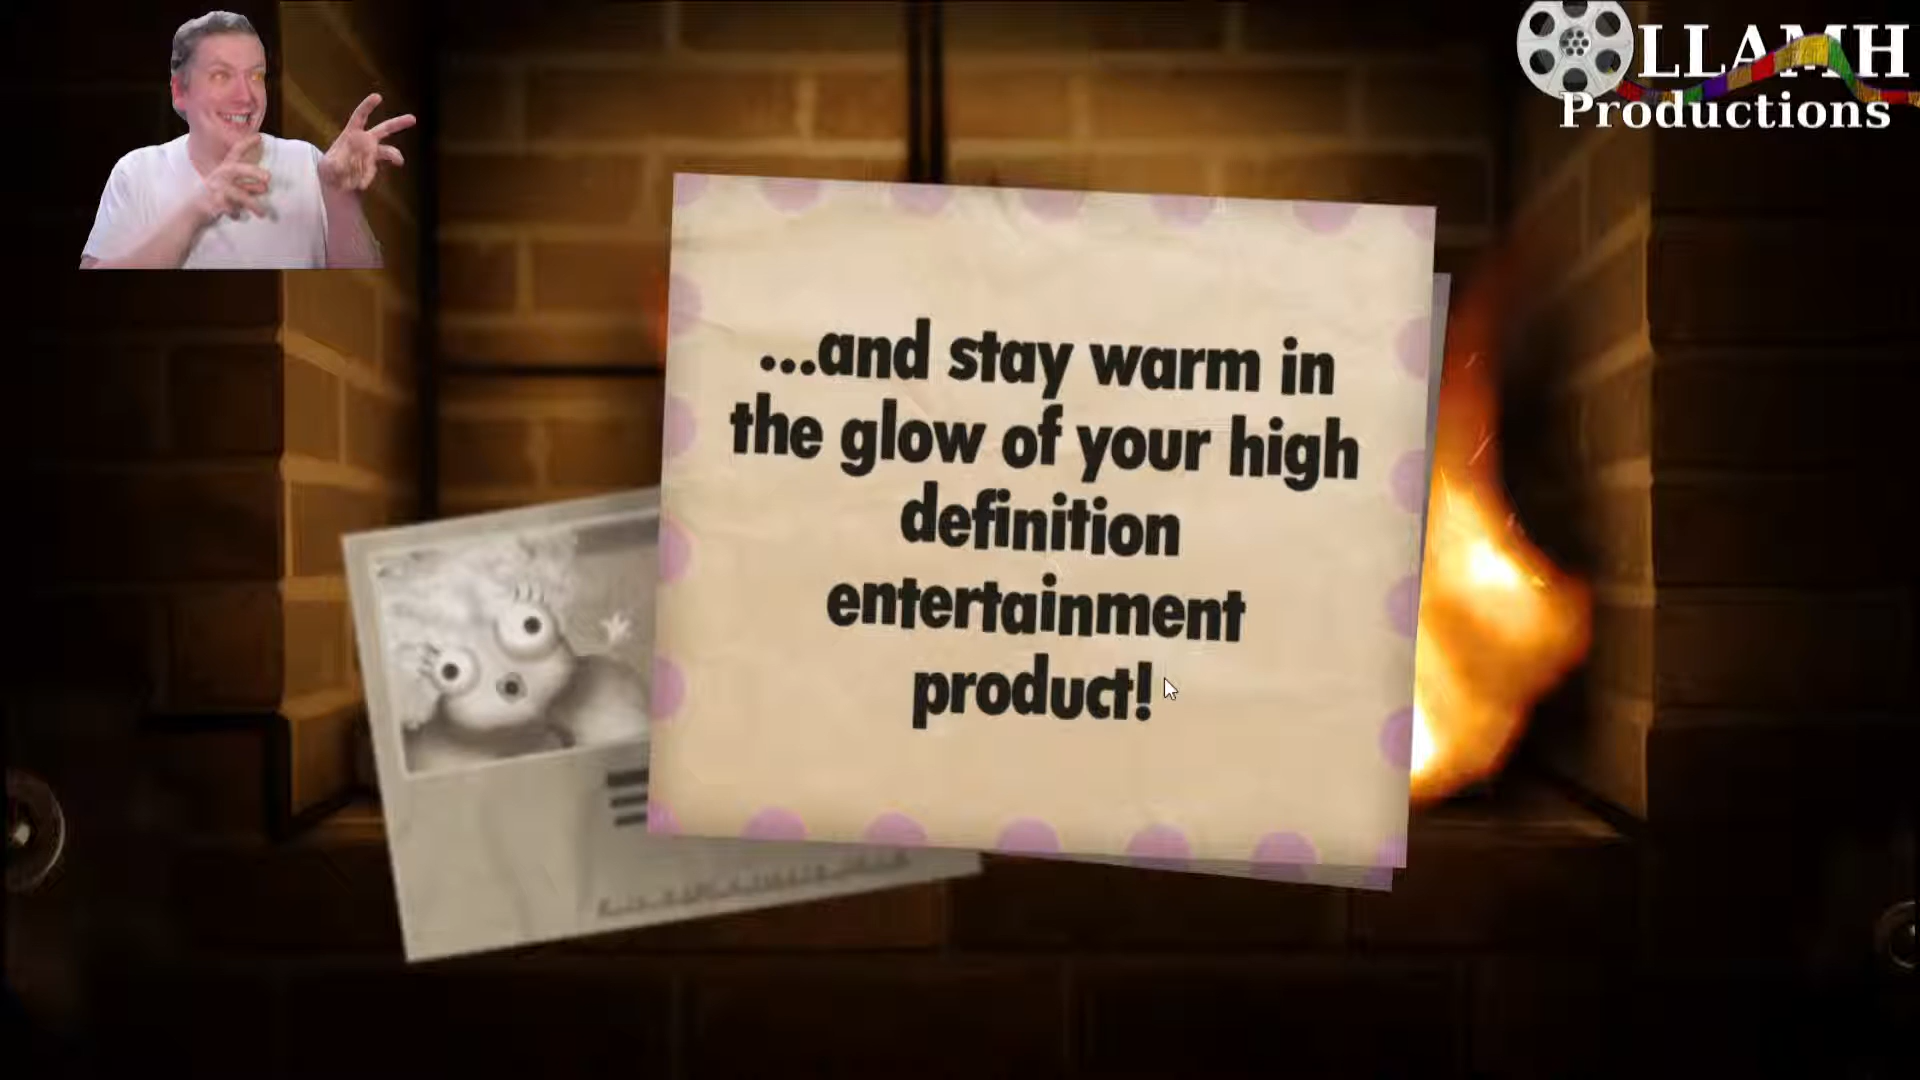 LLAMH
Productions
...and stay warm in
the glow of your high
definition
entertainment
product!